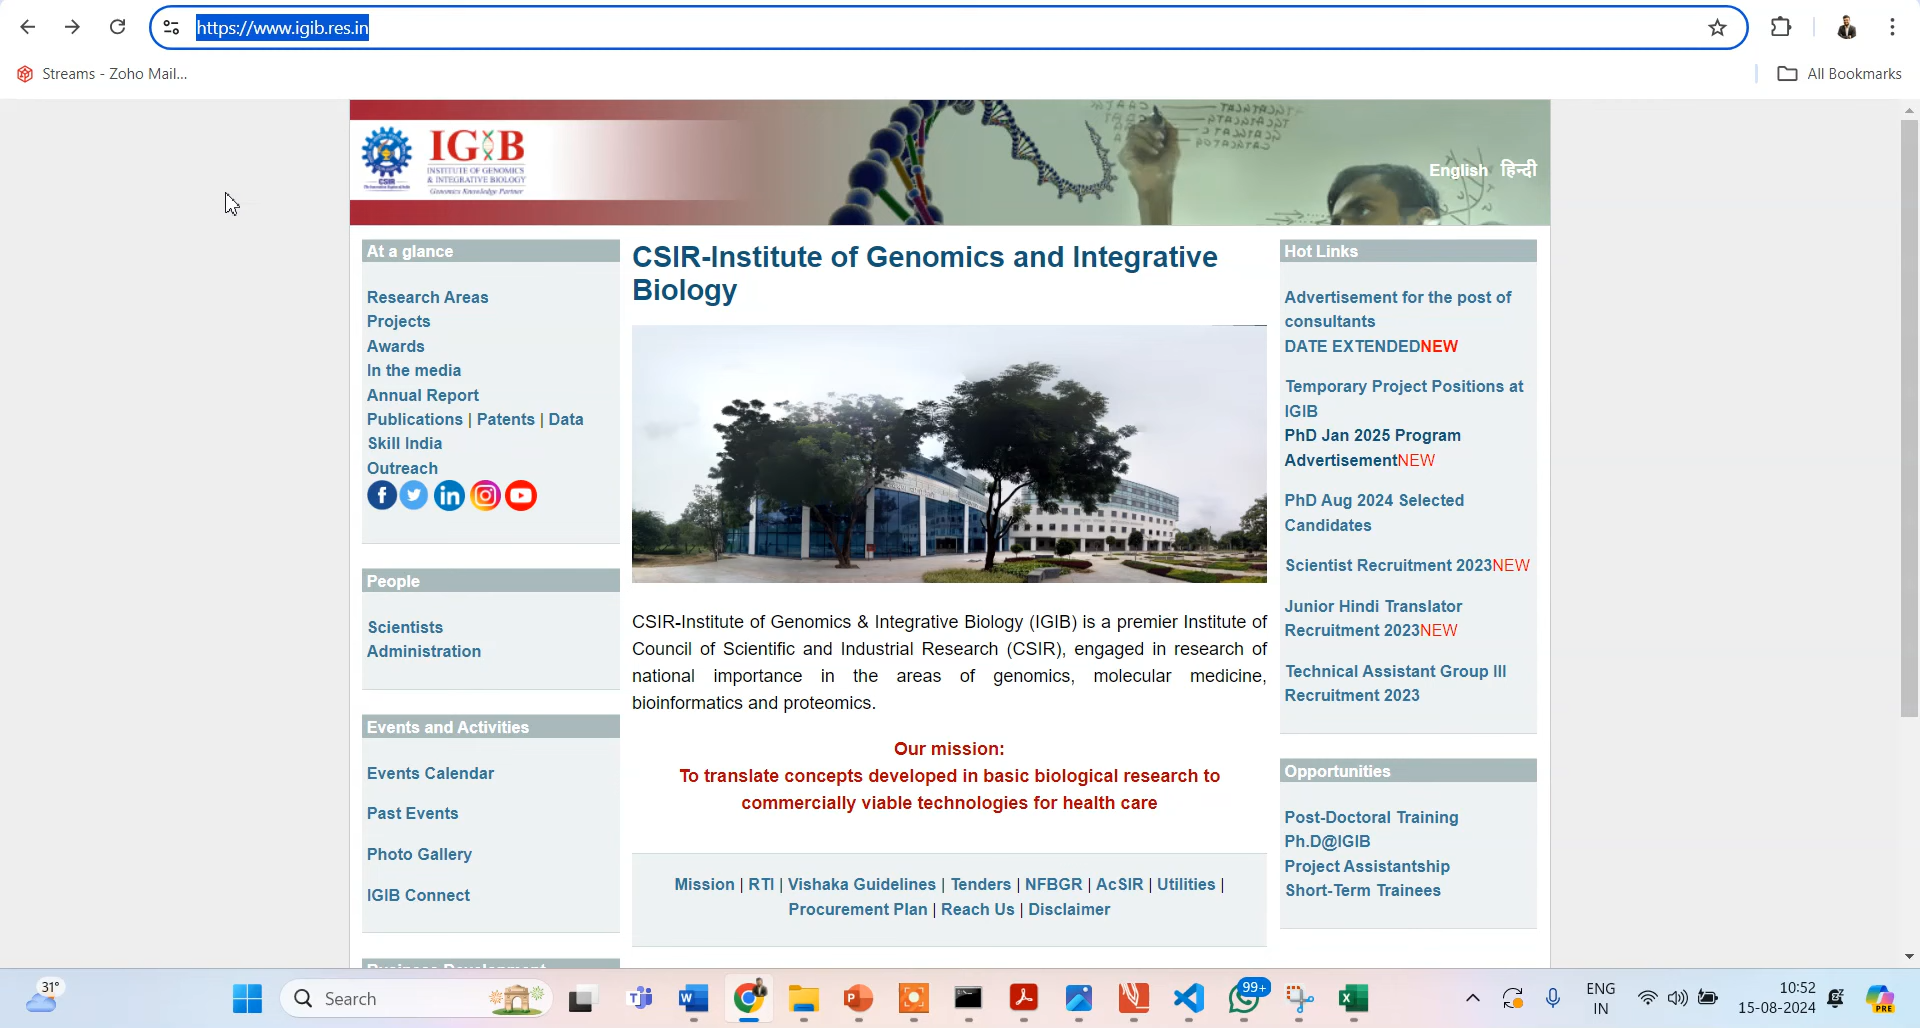 https://www.igib.res.in
Streams - Zoho Mail...
All Bookmarks
CSIR
IGIB
INSTITUTE OF GENOMICS
& INTEGRATIVE BIOLOGY
Genomics Knowledge Partner
English हिन्दी
At a glance
Research Areas
Projects
Awards
In the media
Annual Report
Publications | Patents | Data
Skill India
Outreach
People
Scientists
Administration
Events and Activities
Events Calendar
Past Events
Photo Gallery
IGIB Connect
CSIR-Institute of Genomics and Integrative
Biology
CSIR-Institute of Genomics & Integrative Biology (IGIB) is a premier Institute of
Council of Scientific and Industrial Research (CSIR), engaged in research of
national importance in the areas of genomics, molecular medicine,
bioinformatics and proteomics.
Our mission:
To translate concepts developed in basic biological research to
commercially viable technologies for health care
Mission | RTI | Vishaka Guidelines | Tenders | NFBGR | AcSIR | Utilities |
Procurement Plan | Reach Us | Disclaimer
Hot Links
Advertisement for the post of
consultants
DATE EXTENDEDNEW
Temporary Project Positions at
IGIB
PhD Jan 2025 Program
AdvertisementNEW
PhD Aug 2024 Selected
Candidates
Scientist Recruitment 2023NEW
Junior Hindi Translator
Recruitment 2023NEW
Technical Assistant Group III
Recruitment 2023
Opportunities
Post-Doctoral Training
Ph.D@IGIB
Project Assistantship
Short-Term Trainees
31°
Search
99+
ENG
IN
10:52
15-08-2024
PRE